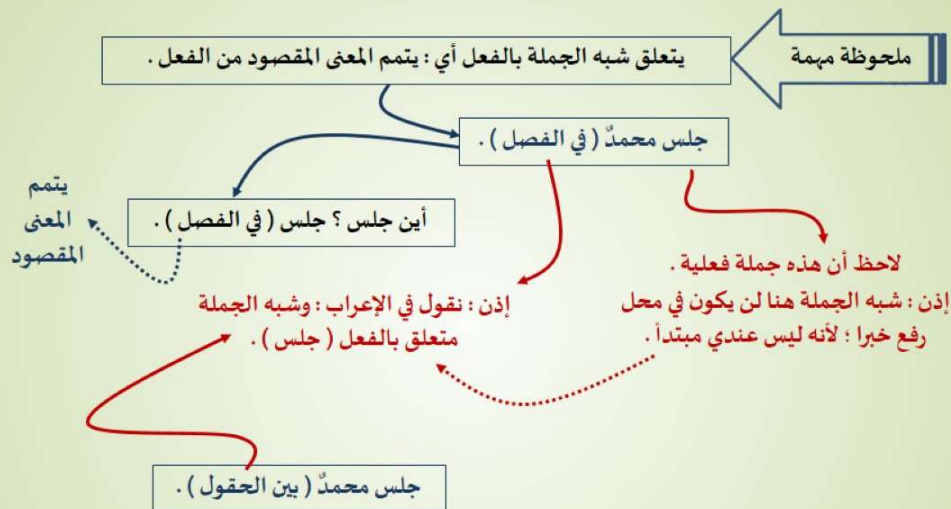 ملحوظة مهمة
يتعلق شبه الجملة بالفعل أي : يتمم المعنى المقصود من الفعل .
جلس محمدٌ ( في الفصل ) .
أين جلس ؟ جلس ( في الفصل ) .
يتمم
المعنى
المقصود
لاحظ أن هذه جملة فعلية .
إذن : شبه الجملة هنا لن يكون في محل
رفع خبرا ؛ لأنه ليس عندي مبتدأ .
إذن : نقول في الإعراب : وشبه الجملة
متعلق بالفعل ( جلس ) .
جلس محمدٌ ( بين الحقول ) .